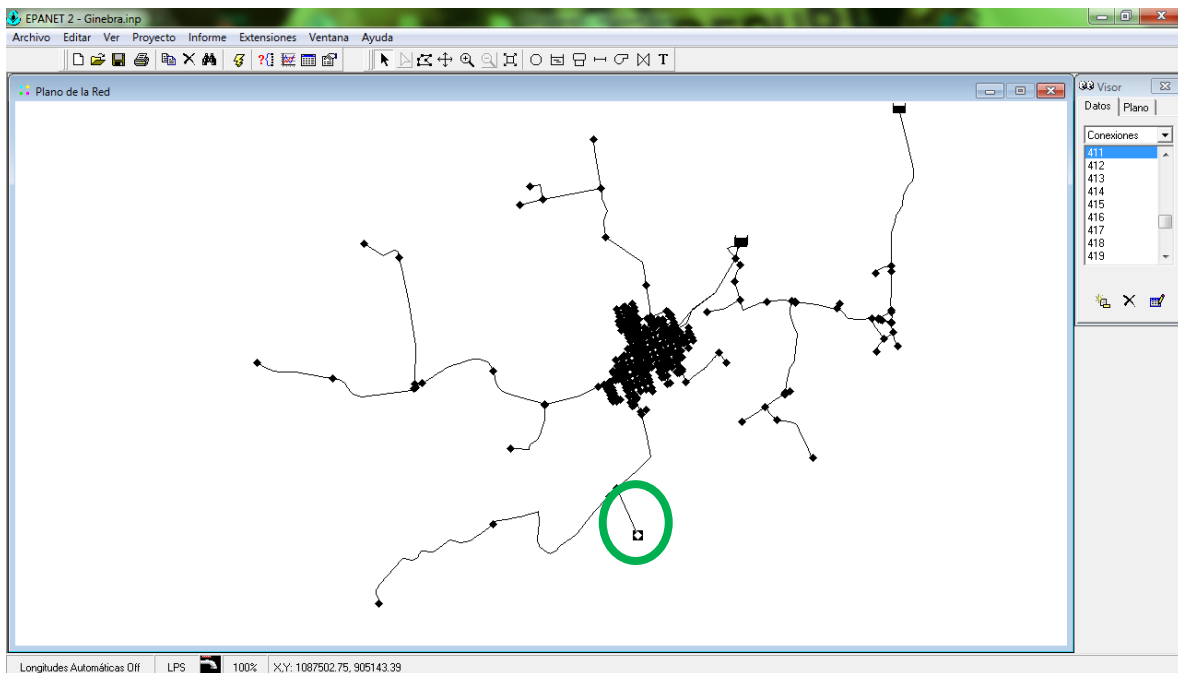 EPANET 2 - Ginebra.inp
Archivo Editar Ver Proyecto Informe Extensiones Ventana Ayuda
T
Plano de la Red
Visor
Datos Plano
Conexiones
411
412
413
414
415
416
417
418
419
Longitudes Automáticas Off LPS 100% X,Y: 1087502.75, 905143.39